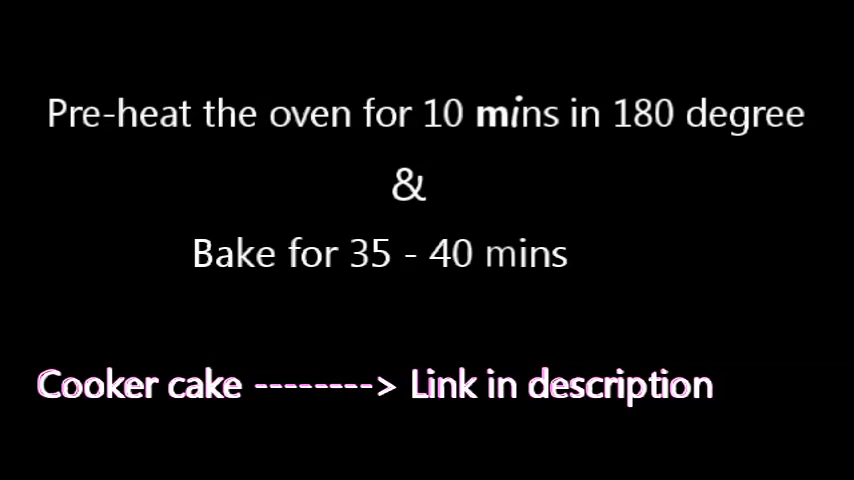 Pre-heat the oven for 10 mins in 180 degree
&
Bake for 35 - 40 mins
Cooker cake --------> Link in description